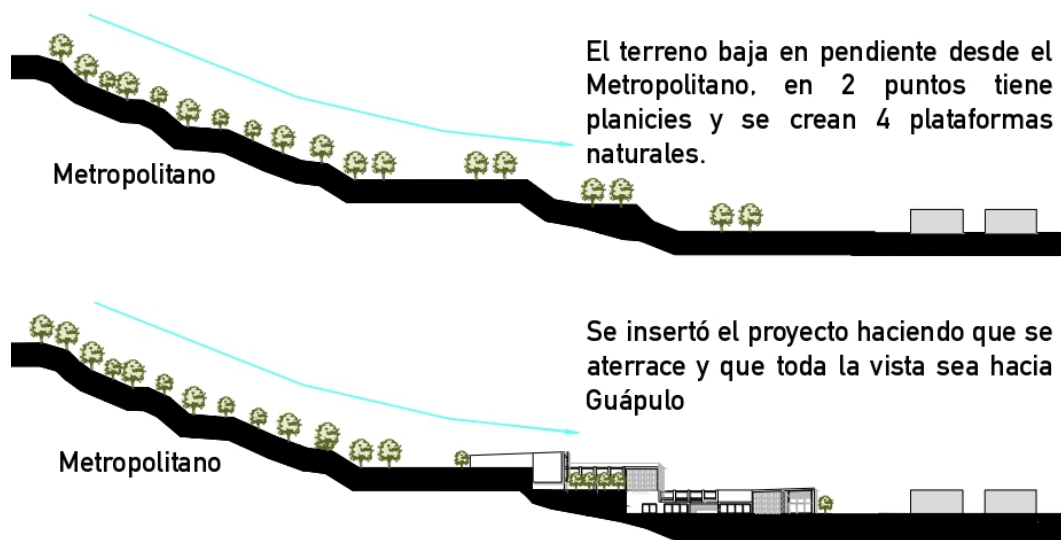 El terreno baja en pendiente desde el
Metropolitano, en 2 puntos tiene
planicies y se crean 4 plataformas
naturales.
Metropolitano
Se insertó el proyecto haciendo que se
aterrace y que toda la vista sea hacia
Guápulo
Metropolitano